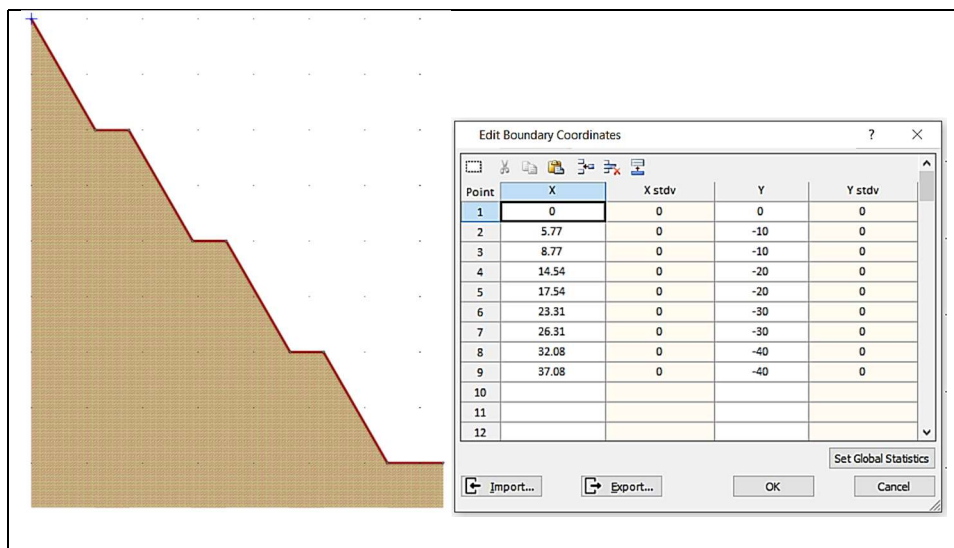 Edit Boundary Coordinates ? ×
Point X X stdv Y Y stdv
1 0 0 0 0
2 5.77 0 -10 0
3 8.77 0 -10 0
4 14.54 0 -20 0
5 17.54 0 -20 0
6 23.31 0 -30 0
7 26.31 0 -30 0
8 32.08 0 -40 0
9 37.08 0 -40 0
10
11
12
Set Global Statistics
Import... Export... OK Cancel